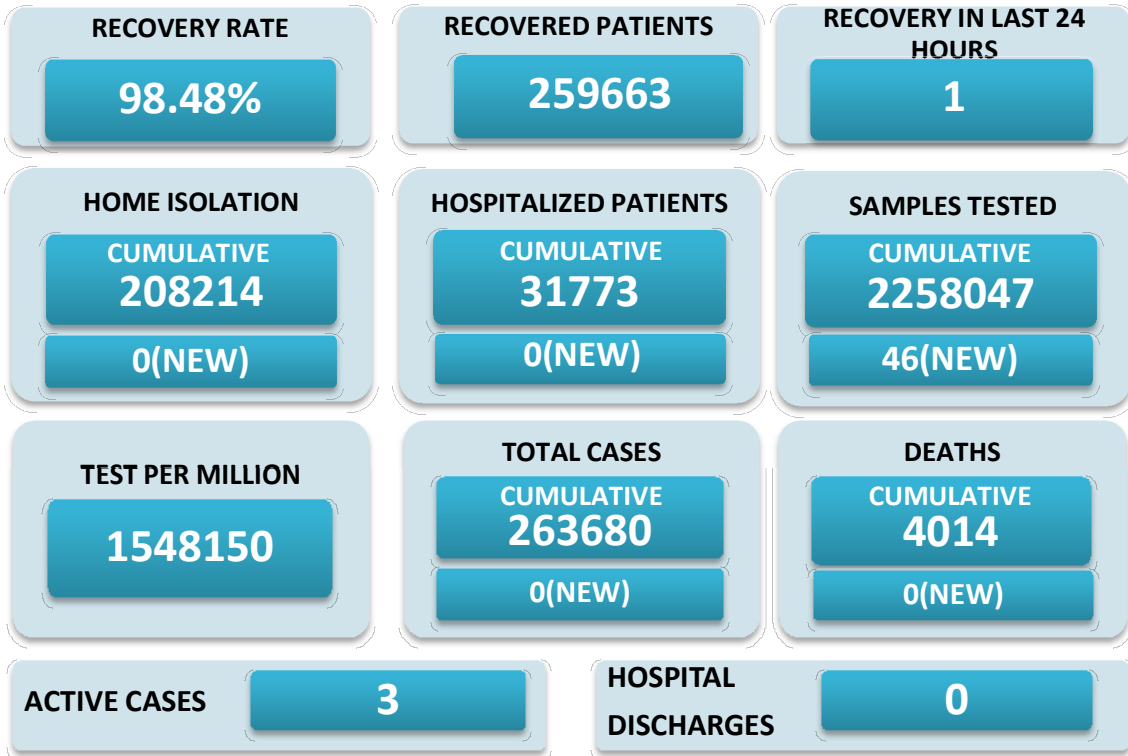 RECOVERY RATE
98.48%
RECOVERED PATIENTS
259663
RECOVERY IN LAST 24
HOURS
1
HOME ISOLATION
CUMULATIVE
208214
0(NEW)
HOSPITALIZED PATIENTS
CUMULATIVE
31773
0(NEW)
SAMPLES TESTED
CUMULATIVE
2258047
46(NEW)
TEST PER MILLION
1548150
TOTAL CASES
CUMULATIVE
263680
0(NEW)
DEATHS
CUMULATIVE
4014
0(NEW)
ACTIVE CASES
3
HOSPITAL
DISCHARGES
0